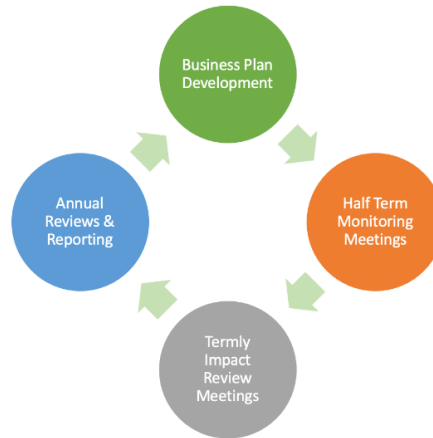 Business Plan
Development
Half Term
Monitoring
Meetings
Termly
Impact
Review
Meetings
Annual
Reviews &
Reporting